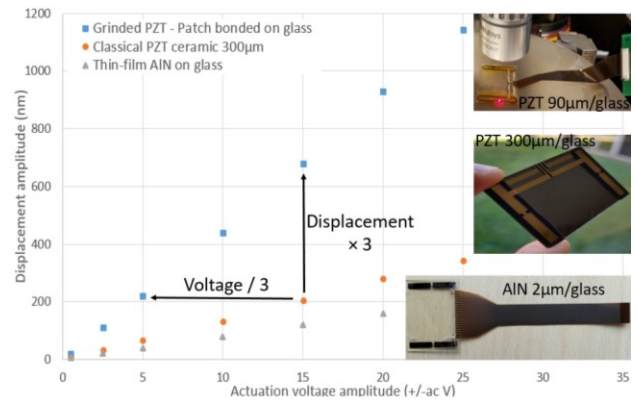 Grinded PZT - Patch bonded on glass
Classical PZT ceramic 300µm
Thin-film AlN on glass
Displacement amplitude (nm)
1200
1000
800
600
400
200
0
0
5
10
15
20
25
30
35
Actuation voltage amplitude (+/-ac V)
Displacement
× 3
Voltage / 3
PZT 90µm/glass
PZT 300µm/glass
AlN 2µm/glass